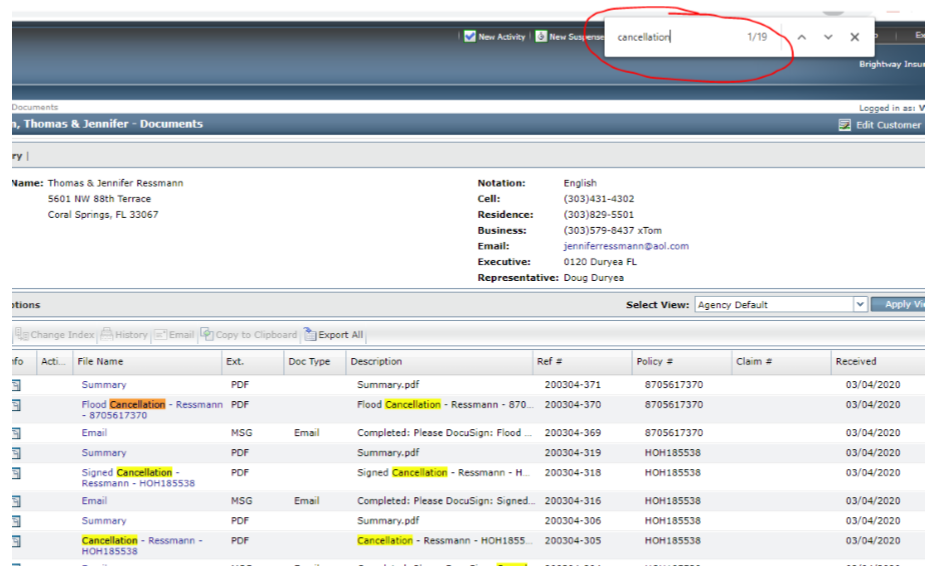 cancellation 1/19
New Activity New Suspense
Brightway Insu
Documents Logged in as:
, Thomas & Jennifer - Documents Edit Customer
ry |
Name: Thomas & Jennifer Ressmann Notation: English
5601 NW 88th Terrace Cell: (303)431-4302
Coral Springs, FL 33067 Residence: (303)829-5501
Business: (303)579-8437 xTom
Email: jenniferressmann@aol.com
Executive: 0120 Duryea FL
Representative: Doug Duryea
ptions Select View: Agency Default Apply Vie
Change Index History Email Copy to Clipboard Export All
nfo Acti... File Name Ext. Doc Type Description Ref # Policy # Claim # Received
Summary PDF Summary.pdf 200304-371 8705617370 03/04/2020
Flood Cancellation - Ressmann PDF Flood Cancellation - Ressmann - 870... 200304-370 8705617370 03/04/2020
- 8705617370
Email MSG Email Completed: Please DocuSign: Flood ... 200304-369 8705617370 03/04/2020
Summary PDF Summary.pdf 200304-319 HOH185538 03/04/2020
Signed Cancellation - PDF Signed Cancellation - Ressmann - H... 200304-318 HOH185538 03/04/2020
Ressmann - HOH185538
Email MSG Email Completed: Please DocuSign: Signed... 200304-316 HOH185538 03/04/2020
Summary PDF Summary.pdf 200304-306 HOH185538 03/04/2020
Cancellation - Ressmann - PDF Cancellation - Ressmann - HOH1855... 200304-305 HOH185538 03/04/2020
HOH185538